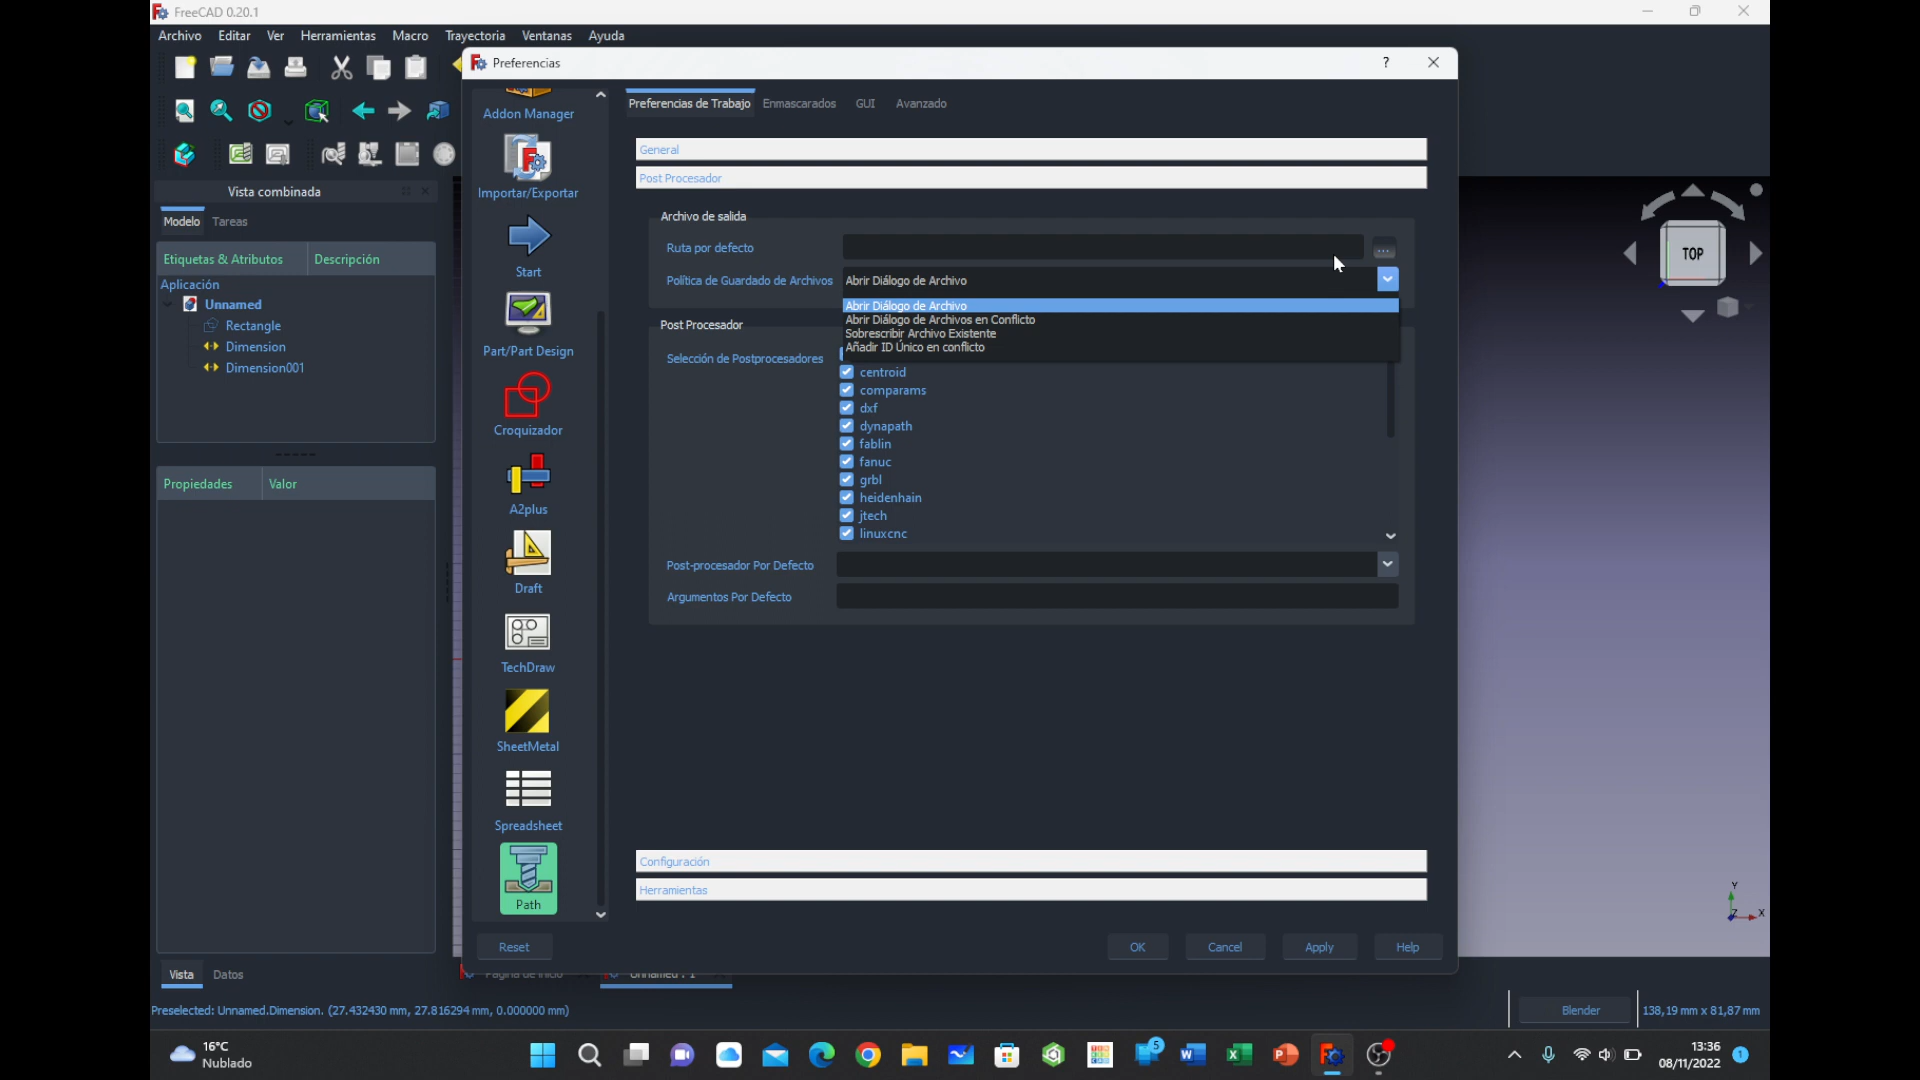 FreeCAD 0.20.1
Archivo Editar Ver Herramientas Macro Trayectoria Ventanas Ayuda
Preferencias
?
Addon Manager
Importar/Exportar
Start
Part/Part Design
Croquizador
A2plus
Draft
TechDraw
SheetMetal
Spreadsheet
Path
Preferencias de Trabajo Enmascarados GUI Avanzado
General
Post Procesador
Archivo de salida
Ruta por defecto
...
Política de Guardado de Archivos Abrir Diálogo de Archivo
Abrir Diálogo de Archivo
Abrir Diálogo de Archivos en Conflicto
Sobrescribir Archivo Existente
Añadir ID Único en conflicto
Post Procesador
Selección de Postprocesadores
centroid
comparams
dxf
dynapath
fablin
fanuc
grbl
heidenhain
jtech
linuxcnc
Post-procesador Por Defecto
Argumentos Por Defecto
Configuración
Herramientas
Reset OK Cancel Apply Help
Vista combinada
Modelo Tareas
Etiquetas & Atributos Descripción
Aplicación
Unnamed
Rectangle
Dimension
Dimension001
Propiedades Valor
Vista Datos
Página de inicio Unnamed : 1
TOP
Y
Z X
Preselected: Unnamed.Dimension. (27.432430 mm, 27.816294 mm, 0.000000 mm)
Blender 138,19 mm x 81,87 mm
16°C
Nublado
5
13:36
08/11/2022
1